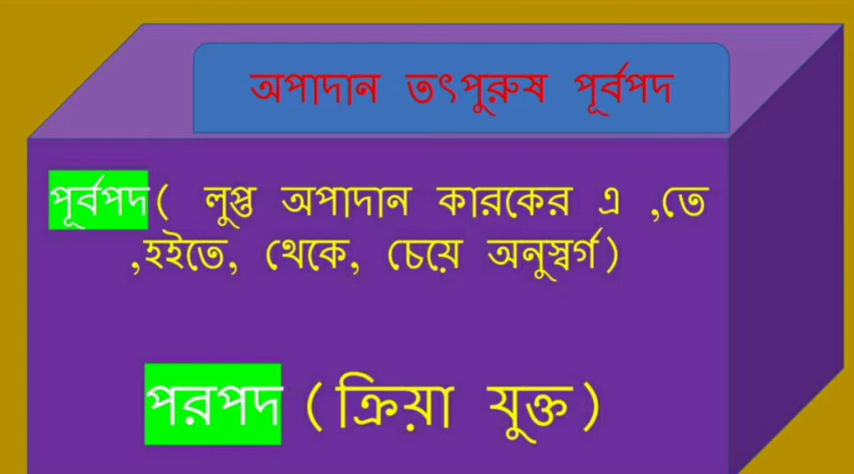 অপাদান তৎপুরুষ পূর্বপদ
পূর্বপদ( লুপ্ত অপাদান কারকের এ ,তে
,হইতে, থেকে, চেয়ে অনুস্বর্গ)
পরপদ (ক্রিয়া যুক্ত)